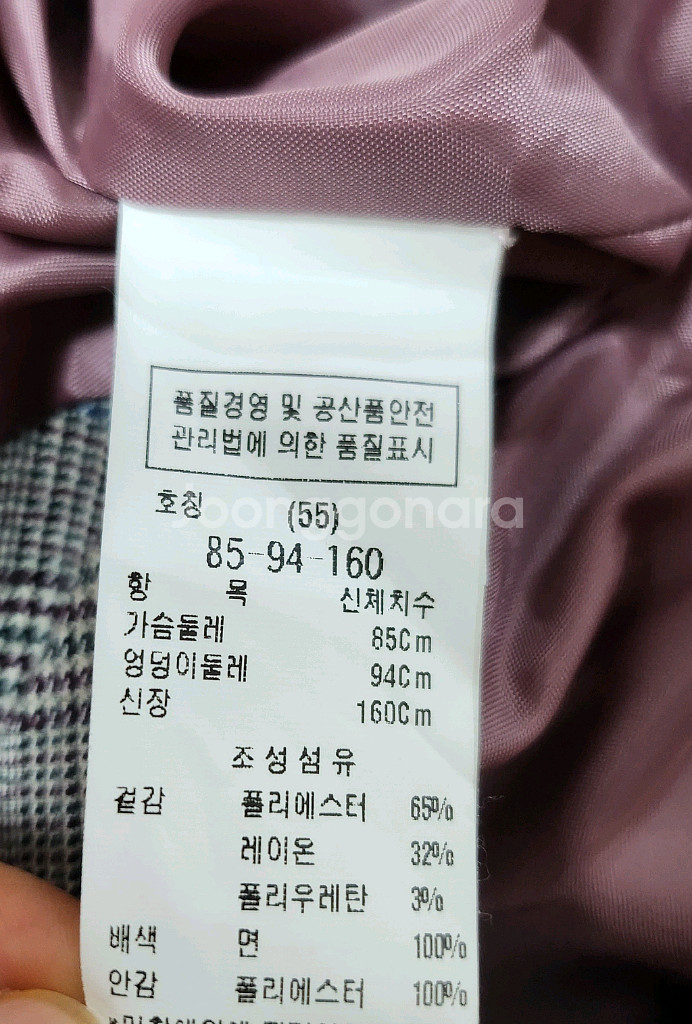 품질경영 및 공산품안전
관리법에 의한 품질표시
호칭 (55)
85-94-160
항 목 신체치수
가슴둘레 85Cm
엉덩이둘레 94Cm
신장 160Cm
조성섬유
겉감 폴리에스터 65%
레이온 32%
폴리우레탄 3%
배색 면 100%
안감 폴리에스터 100%
Joonggonara